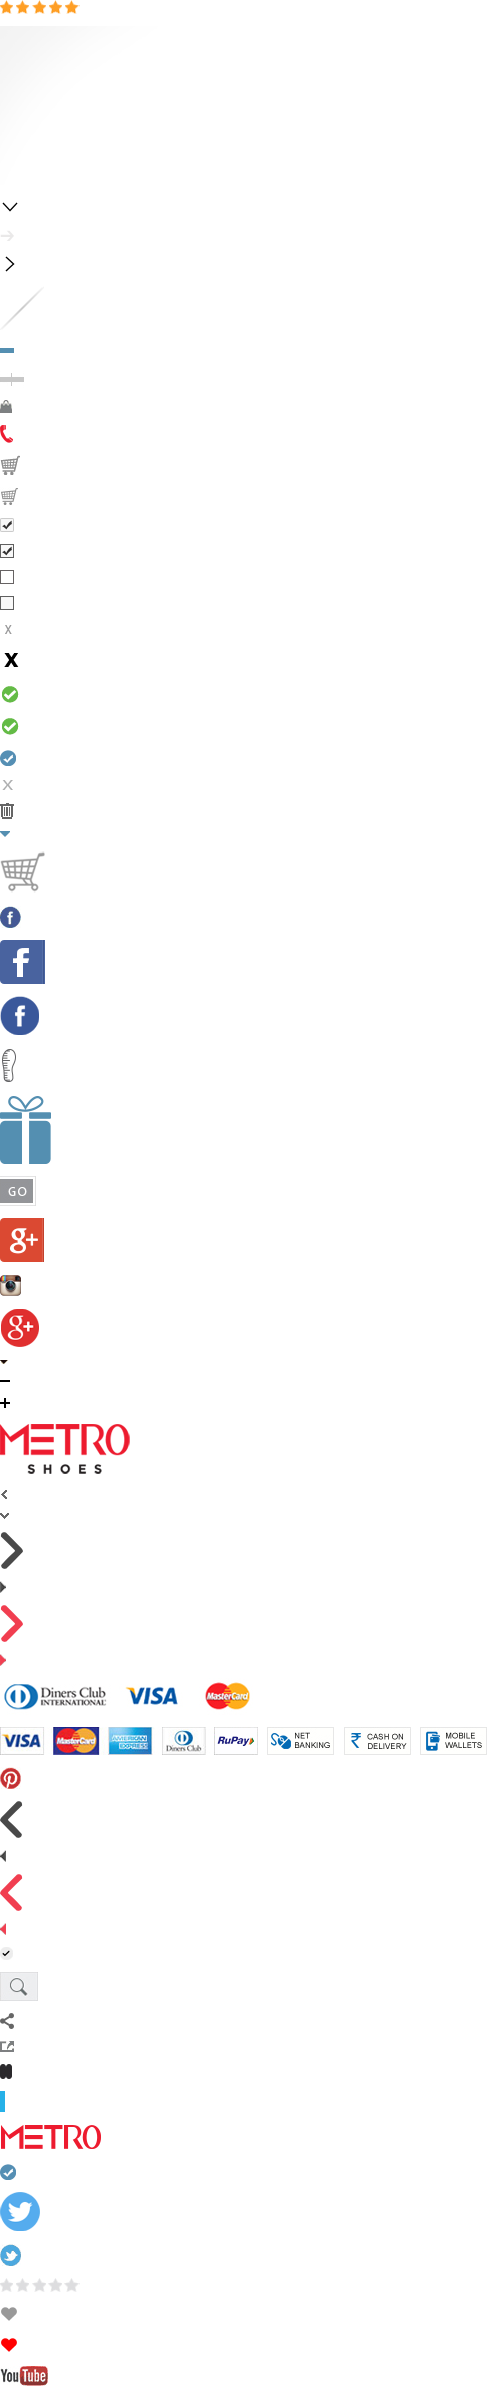 GO
g+
g+
METRO
SHOES
Diners Club INTERNATIONAL VISA MasterCard
VISA MasterCard AMERICAN EXPRESS Diners Club INTERNATIONAL RuPay NET BANKING CASH ON DELIVERY MOBILE WALLETS
METRO
YouTube